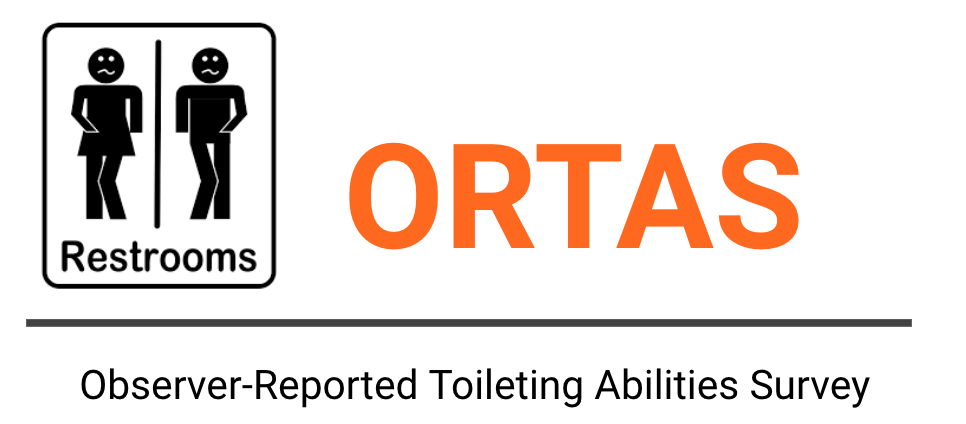 Restrooms
ORTAS
Observer-Reported Toileting Abilities Survey